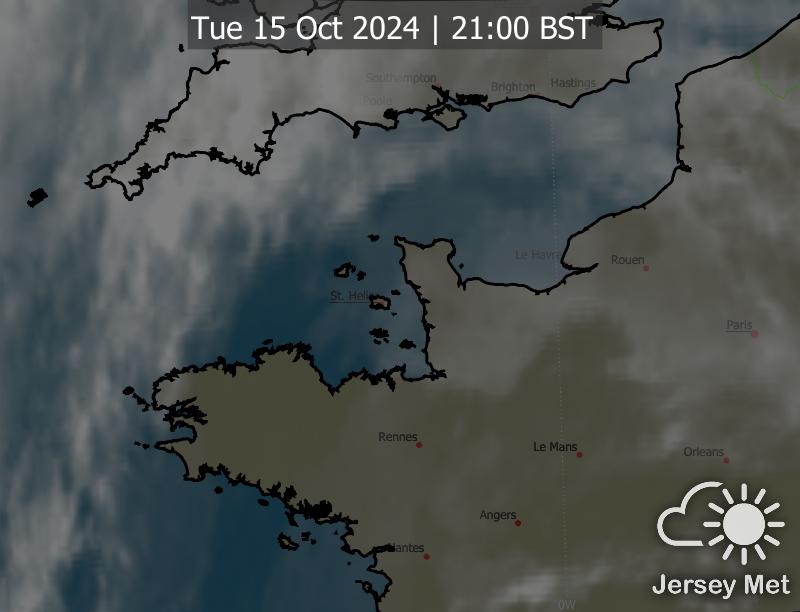 Tue 15 Oct 2024 | 21:00 BST
Southampton
Brighton
Hastings
Poole
Le Havre
Rouen
St. Helier
Paris
Rennes
Le Mans
Orleans
Angers
Nantes
0W
Jersey Met